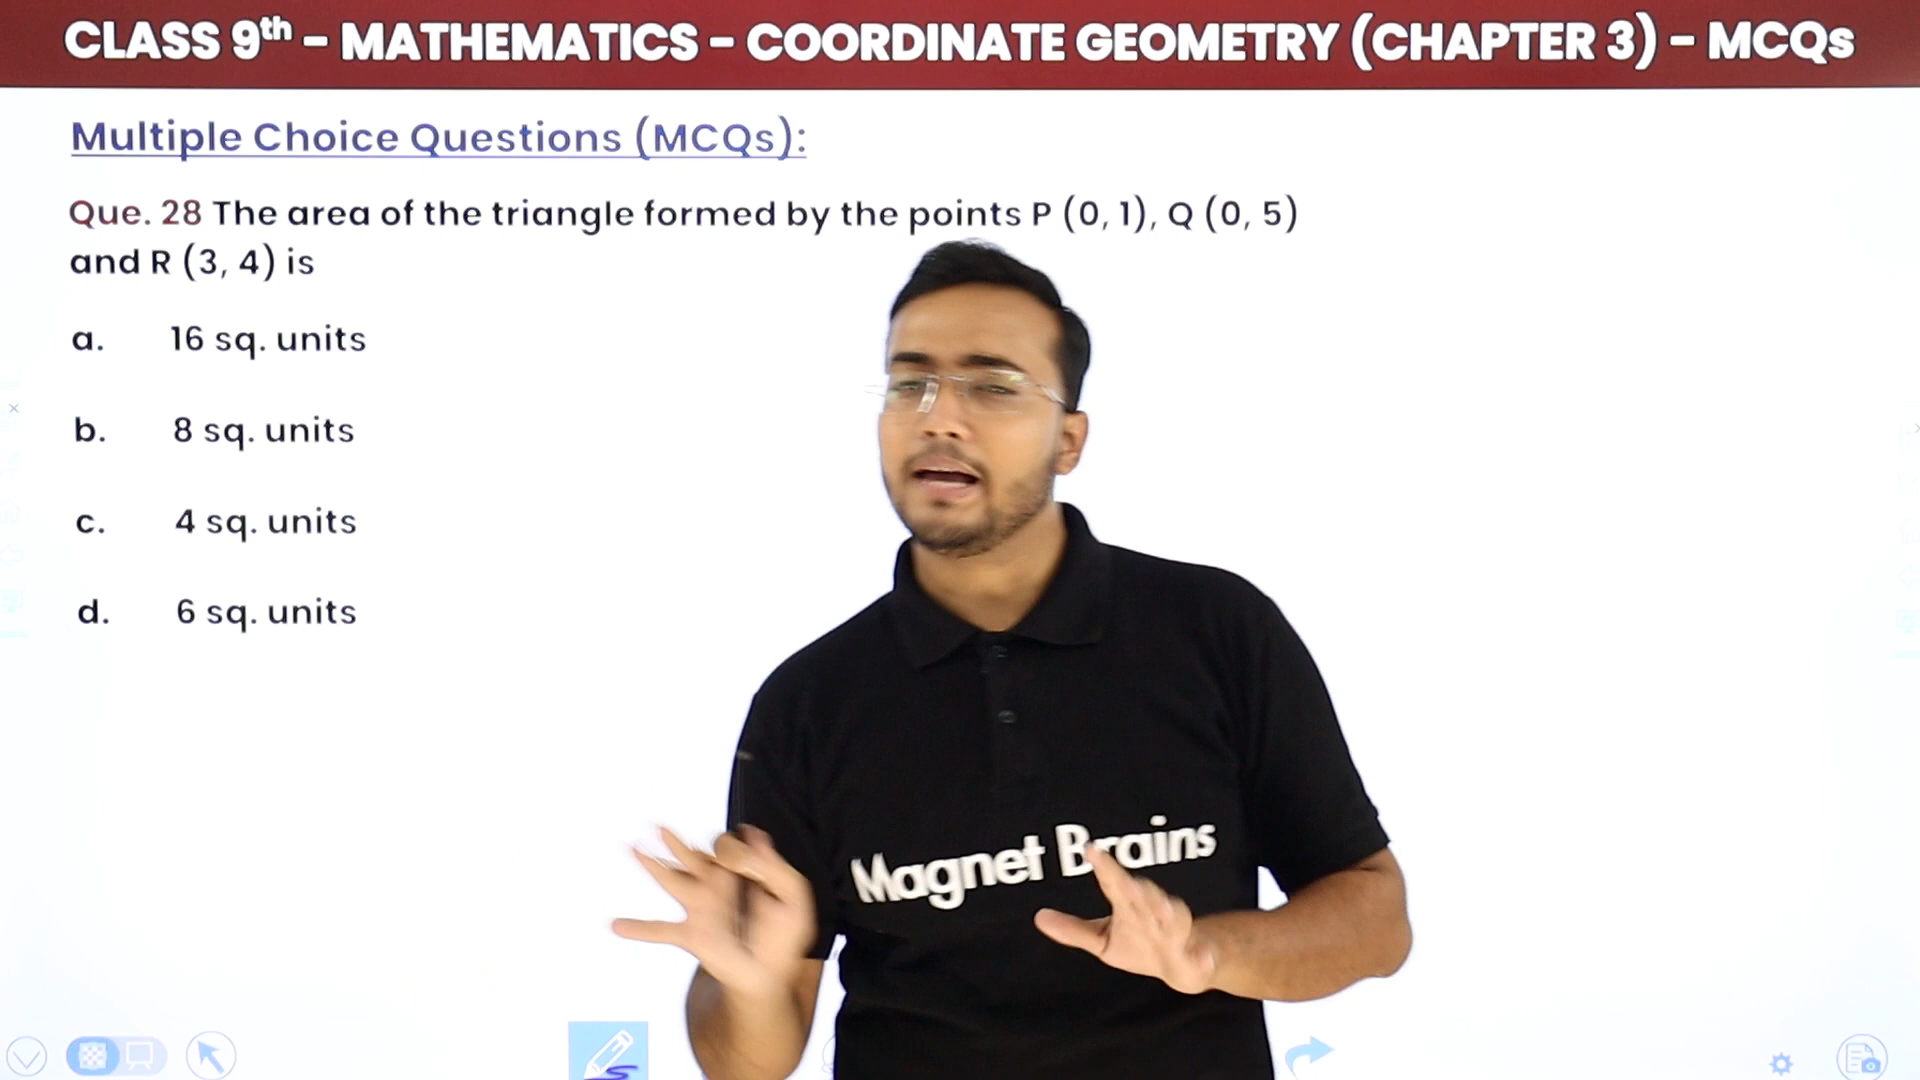 CLASS 9th - MATHEMATICS - COORDINATE GEOMETRY (CHAPTER 3) - MCQs
Multiple Choice Questions (MCQs):
Que. 28 The area of the triangle formed by the points P (0, 1), Q (0, 5)
and R (3, 4) is
a. 16 sq. units
b. 8 sq. units
c. 4 sq. units
d. 6 sq. units
Magnet Brains